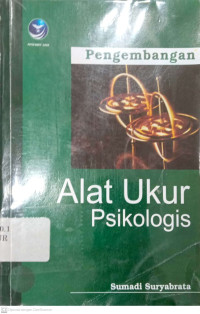 Pengembangan
Alat Ukur
Psikologis
Sumadi Suryabrata